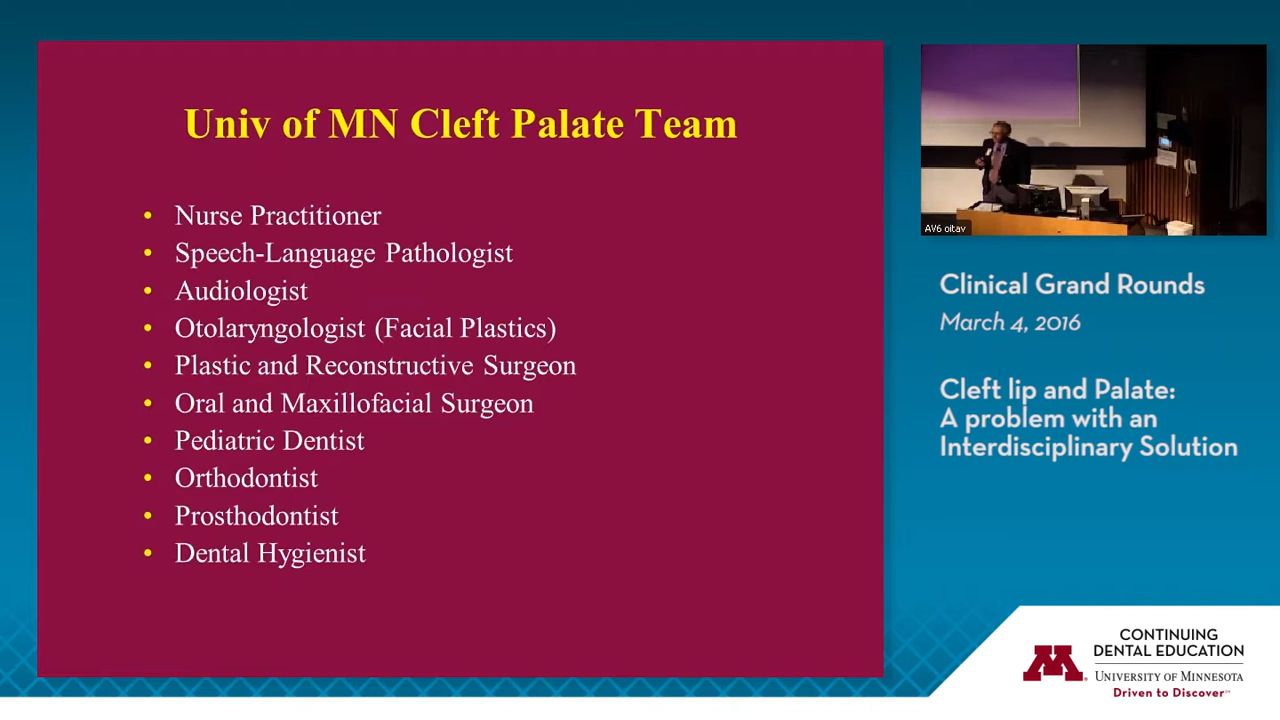 Univ of MN Cleft Palate Team
• Nurse Practitioner
• Speech-Language Pathologist
• Audiologist
• Otolaryngologist (Facial Plastics)
• Plastic and Reconstructive Surgeon
• Oral and Maxillofacial Surgeon
• Pediatric Dentist
• Orthodontist
• Prosthodontist
• Dental Hygienist
AV6 oitav
Clinical Grand Rounds
March 4, 2016
Cleft lip and Palate:
A problem with an
Interdisciplinary Solution
M
CONTINUING
DENTAL EDUCATION
UNIVERSITY OF MINNESOTA
Driven to Discover℠